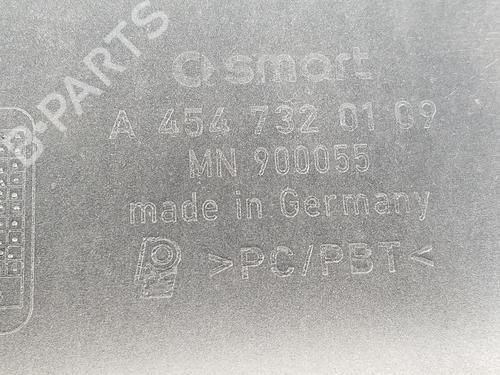 smart
A 454 732 01 09
MN 900055
made in Germany
>PC/PBT<
B-PARTS